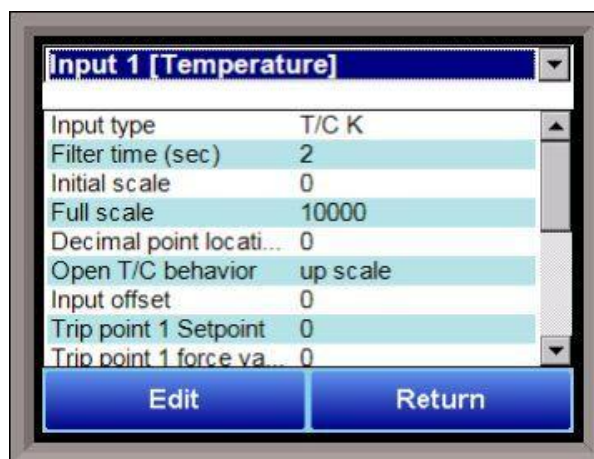 Input 1 [Temperature]
Input type T/C K
Filter time (sec) 2
Initial scale 0
Full scale 10000
Decimal point locati... 0
Open T/C behavior up scale
Input offset 0
Trip point 1 Setpoint 0
Trip point 1 force va... 0
Edit Return